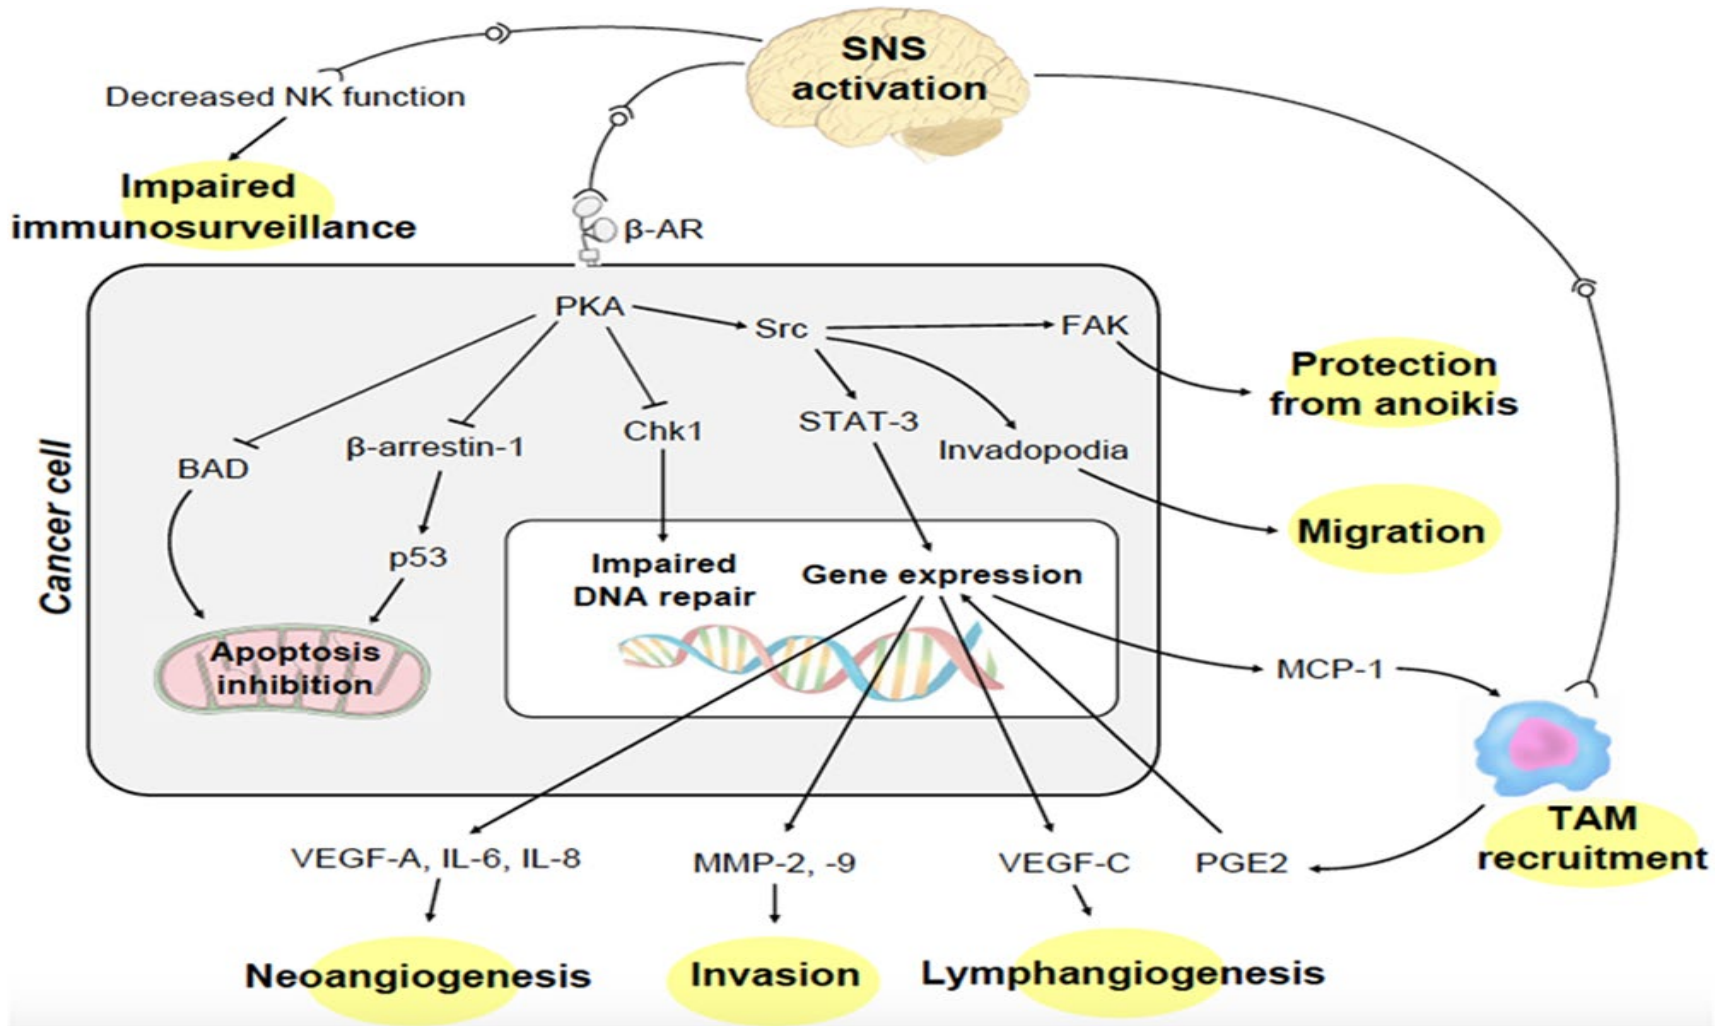 SNS
activation
Decreased NK function
Impaired
immunosurveillance
β-AR
Cancer cell
PKA
Src
FAK
Protection
from anoikis
BAD
β-arrestin-1
Chk1
STAT-3
Invadopodia
Migration
p53
Impaired
DNA repair
Gene expression
Apoptosis
inhibition
MCP-1
TAM
recruitment
VEGF-A, IL-6, IL-8
MMP-2, -9
VEGF-C
PGE2
Neoangiogenesis
Invasion
Lymphangiogenesis